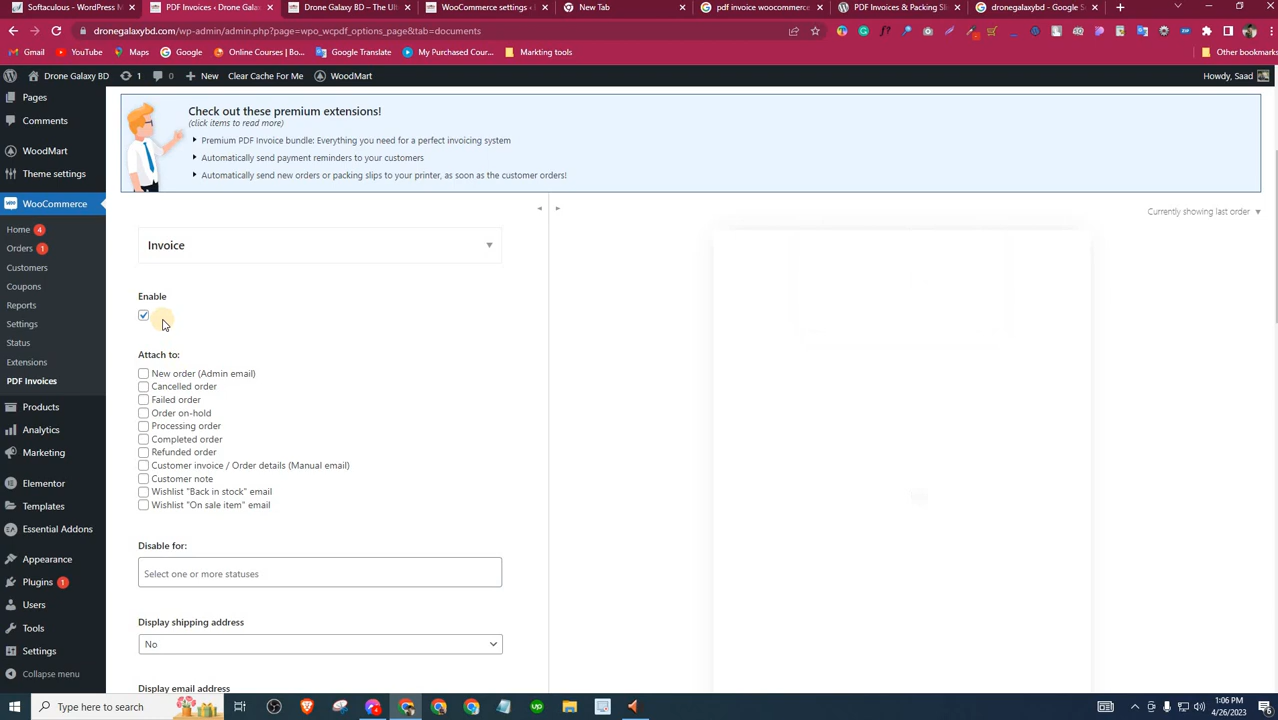 Softaculous - WordPress M
PDF Invoices ‹ Drone Galax
Drone Galaxy BD – The Ult
WooCommerce settings ‹
New Tab
pdf invoice woocommerce
PDF Invoices & Packing Sl
dronegalaxybd - Google S
dronegalaxybd.com/wp-admin/admin.php?page=wpo_wcpdf_options_page&tab=documents
Gmail
YouTube
Maps
Google
Online Courses | Bo...
Google Translate
My Purchased Cour...
Markting tools
Other bookmarks
Drone Galaxy BD
1
0
New
Clear Cache For Me
WoodMart
Howdy, Saad
Pages
Comments
WoodMart
Theme settings
WooCommerce
Home 4
Orders 1
Customers
Coupons
Reports
Settings
Status
Extensions
PDF Invoices
Products
Analytics
Marketing
Elementor
Templates
Essential Addons
Appearance
Plugins 1
Users
Tools
Settings
Collapse menu
Check out these premium extensions!
(click items to read more)
Premium PDF Invoice bundle: Everything you need for a perfect invoicing system
Automatically send payment reminders to your customers
Automatically send new orders or packing slips to your printer, as soon as the customer orders!
Currently showing last order
Invoice
Enable
Attach to:
New order (Admin email)
Cancelled order
Failed order
Order on-hold
Processing order
Completed order
Refunded order
Customer invoice / Order details (Manual email)
Customer note
Wishlist "Back in stock" email
Wishlist "On sale item" email
Disable for:
Select one or more statuses
Display shipping address
No
Display email address
Type here to search
1:06 PM
4/26/2023